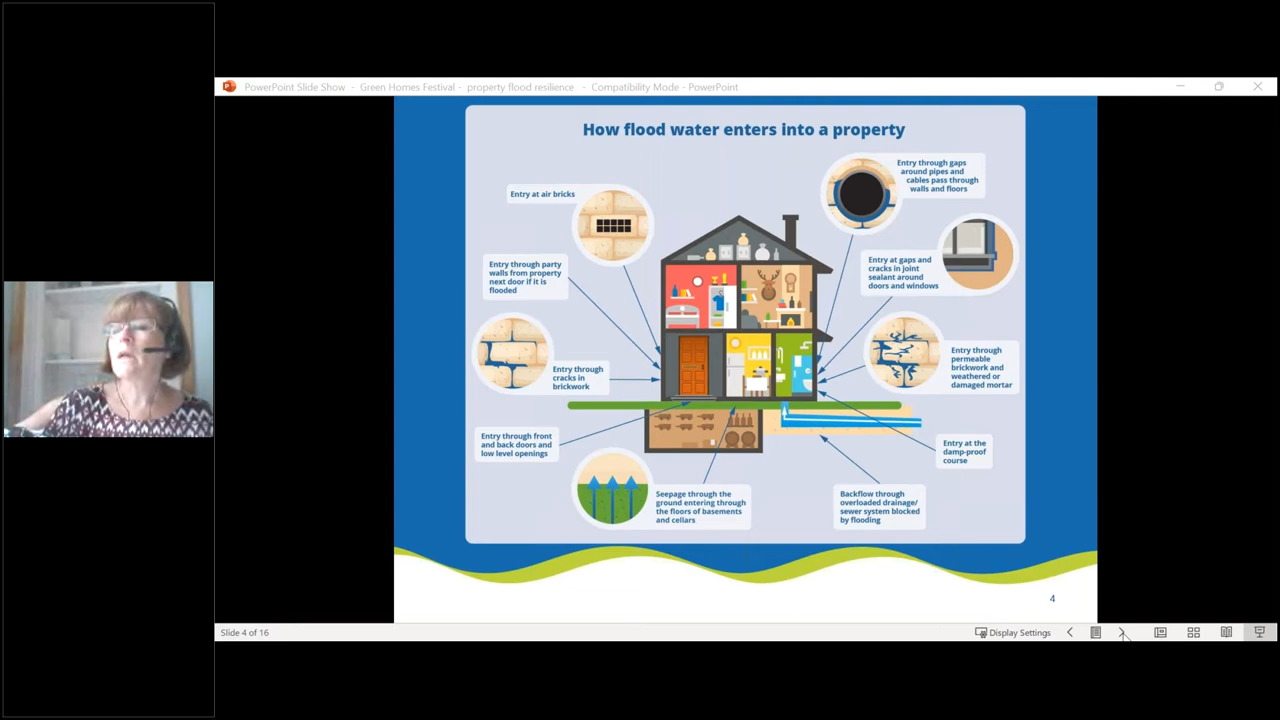 PowerPoint Slide Show - Green Homes Festival - property flood resilience - Compatibility Mode - PowerPoint
How flood water enters into a property
Entry at air bricks
Entry through party
walls from property
next door if it is
flooded
Entry through
cracks in
brickwork
Entry through front
and back doors and
low level openings
Seepage through the
ground entering through
the floors of basements
and cellars
Entry through gaps
around pipes and
cables pass through
walls and floors
Entry at gaps and
cracks in joint
sealant around
doors and windows
Entry through
permeable
brickwork and
weathered or
damaged mortar
Entry at the
damp-proof
course
Backflow through
overloaded drainage/
sewer system blocked
by flooding
4
Slide 4 of 16
Display Settings